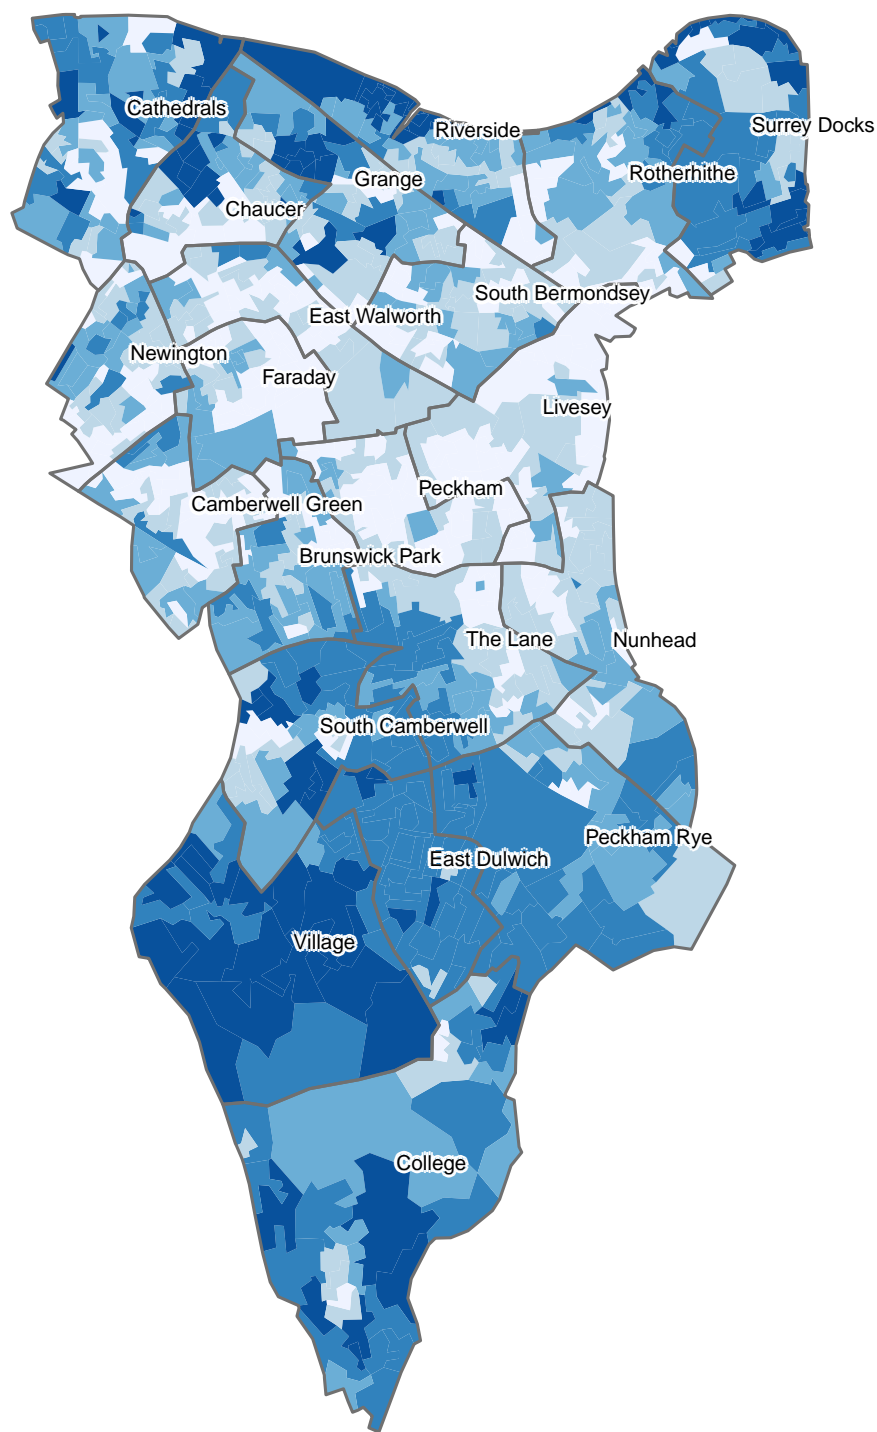 Cathedrals
Riverside
Surrey Docks
Rotherhithe
Grange
Chaucer
South Bermondsey
East Walworth
Newington
Faraday
Livesey
Peckham
Camberwell Green
Brunswick Park
The Lane
Nunhead
South Camberwell
Peckham Rye
East Dulwich
Village
College